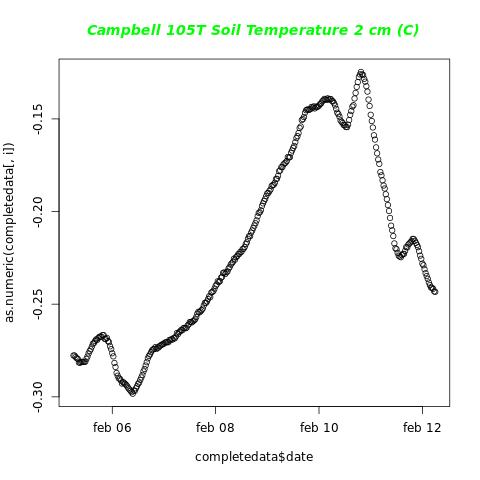 Campbell 105T Soil Temperature 2 cm (C)
as.numeric(completedata[, i])
-0.15
-0.20
-0.25
-0.30
feb 06 feb 08 feb 10 feb 12
completedata$date